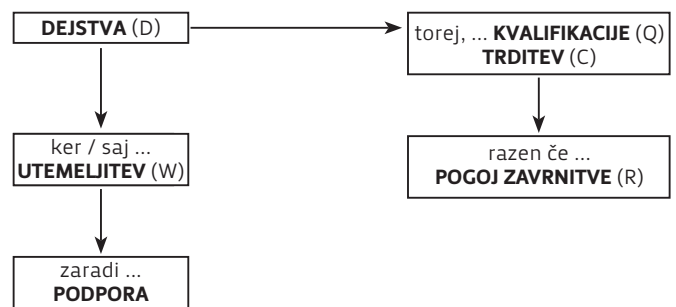 DEJSTVA (D)
torej, ... KVALIFIKACIJE (Q)
TRDITEV (C)
ker / saj ...
UTEMELJITEV (W)
razen če ...
POGOJ ZAVRNITVE (R)
zaradi ...
PODPORA